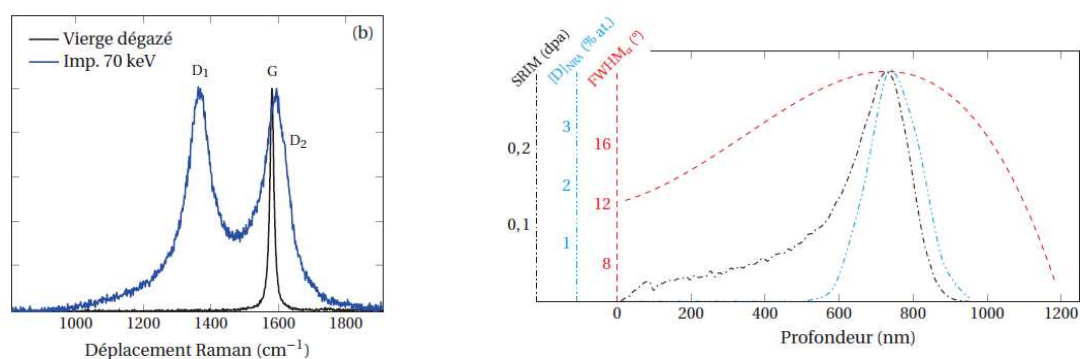 (b)
Vierge dégazé
Imp. 70 keV
D1
G
D2
1000 1200 1400 1600 1800
Déplacement Raman (cm−1)
SRIM (dpa)
[D]NRA (% at.)
FWHMα (°)
0,2
0,1
3
2
1
16
12
8
0 200 400 600 800 1000 1200
Profondeur (nm)